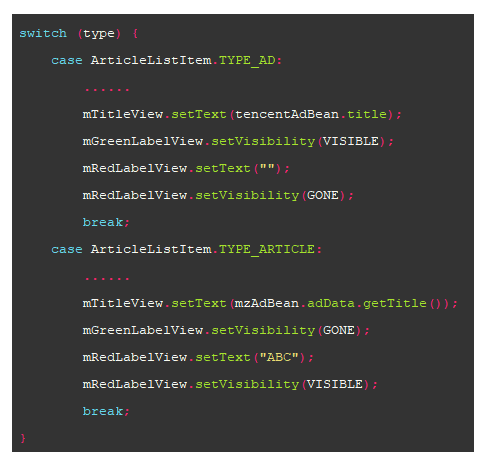 switch (type) {
case ArticleListItem.TYPE_AD:
......
mTitleView.setText(tencentAdBean.title);
mGreenLabelView.setVisibility(VISIBLE);
mRedLabelView.setText("");
mRedLabelView.setVisibility(GONE);
break;
case ArticleListItem.TYPE_ARTICLE:
......
mTitleView.setText(mzAdBean.adData.getTitle());
mGreenLabelView.setVisibility(GONE);
mRedLabelView.setText("ABC");
mRedLabelView.setVisibility(VISIBLE);
break;
}